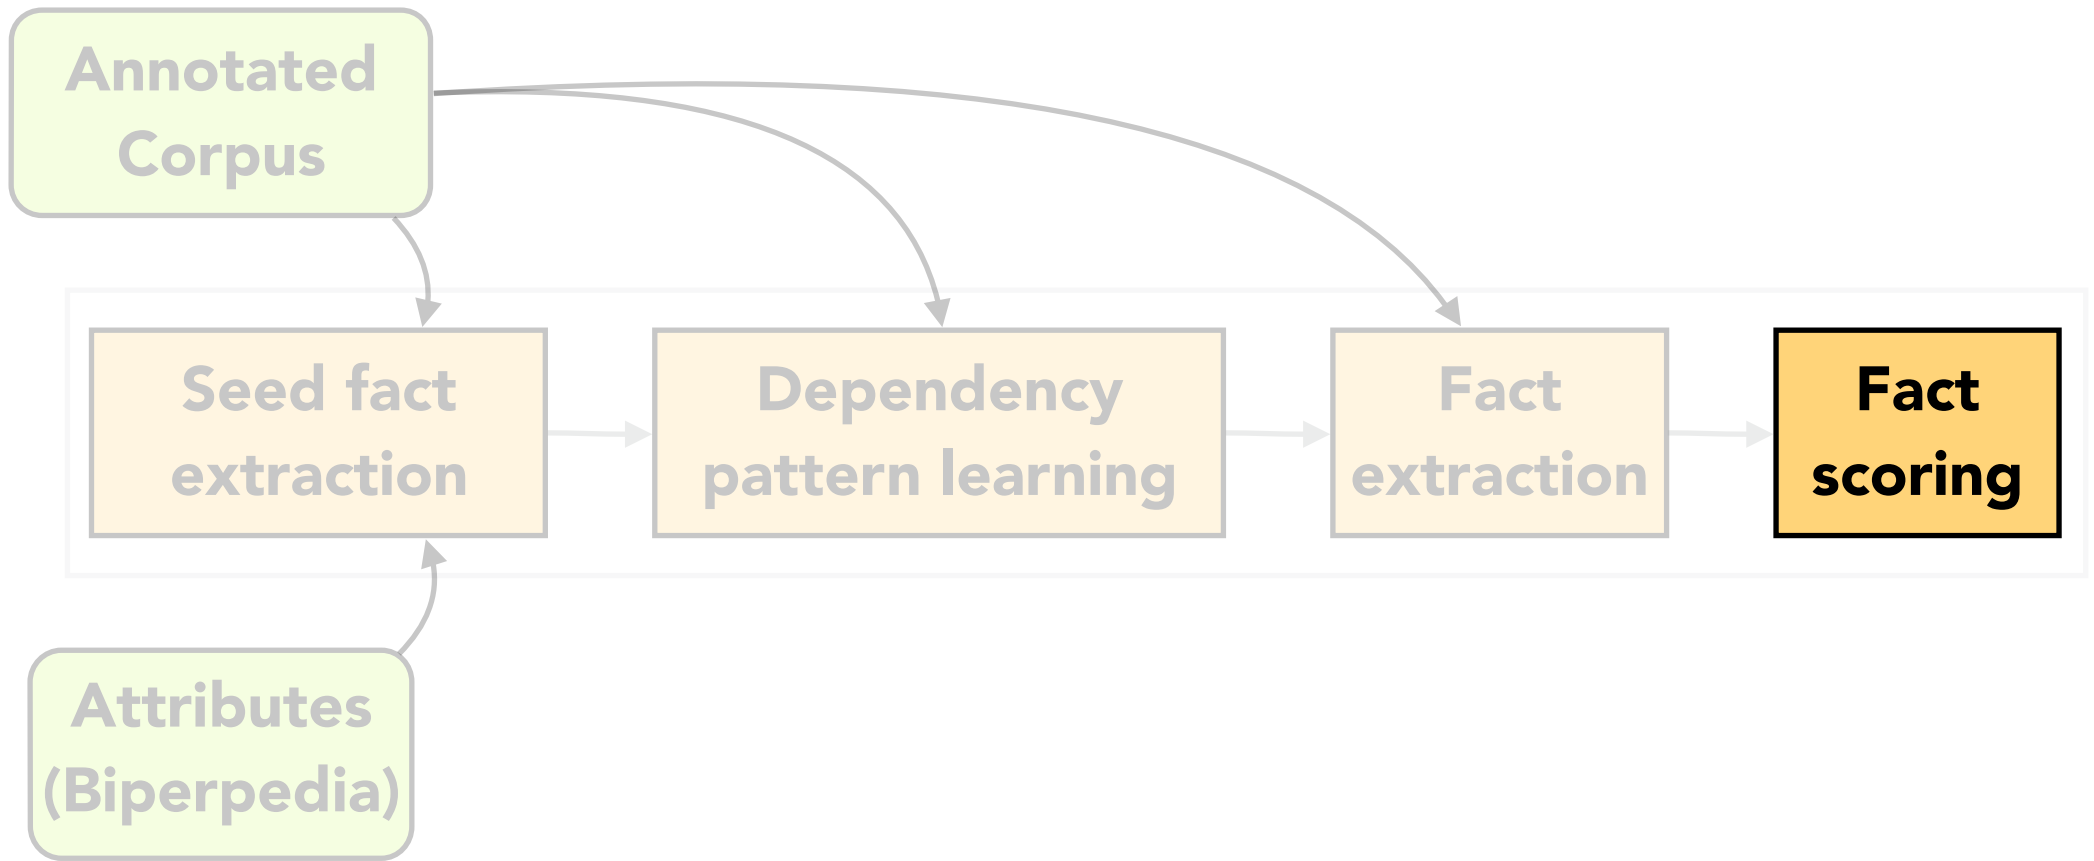 Annotated
Corpus
Seed fact
extraction
Dependency
pattern learning
Fact
extraction
Fact
scoring
Attributes
(Biperpedia)